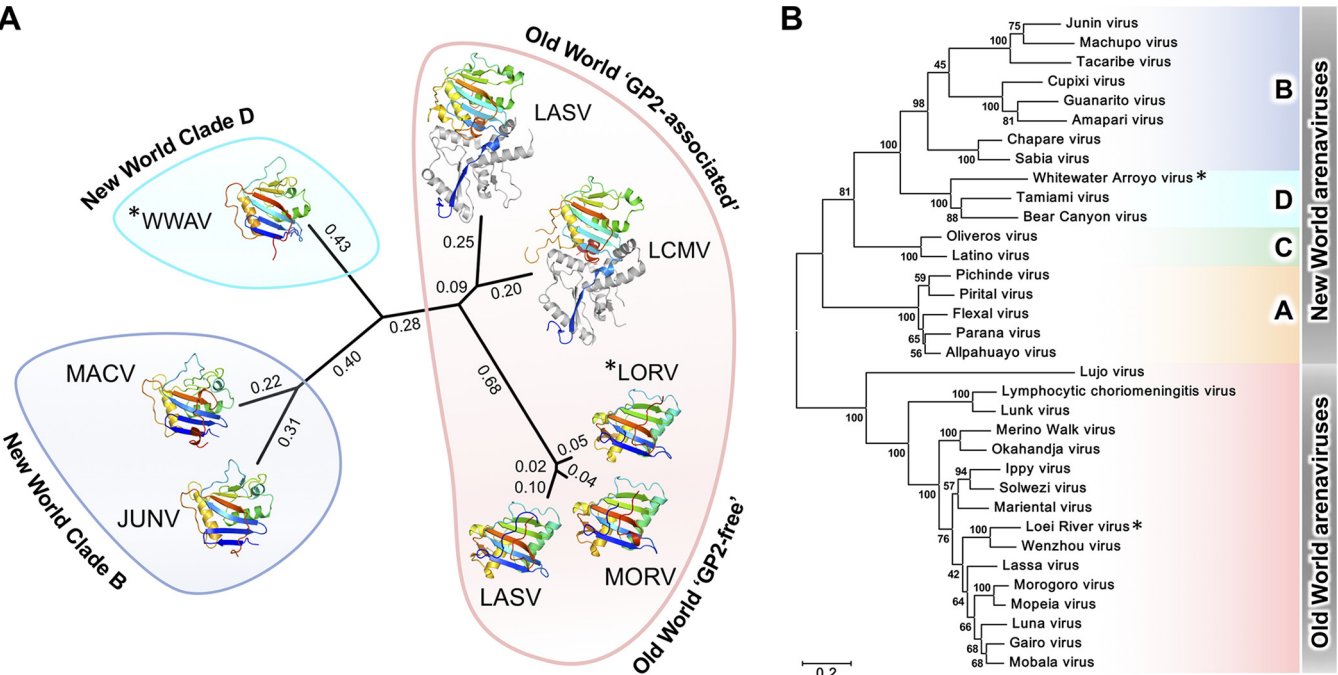 A
Old World ‘GP2-associated’
LASV
New World Clade D
*WWAV
0.43
0.25
LCMV
0.09
0.20
0.28
0.40
MACV
0.22
0.31
0.68
*LORV
0.05
0.02
0.04
0.10
JUNV
New World Clade B
LASV
MORV
Old World ‘GP2-free’
B
75
Junin virus
100
Machupo virus
Tacaribe virus
45
Cupixi virus
100
Guanarito virus
81
Amapari virus
98
Chapare virus
100
Sabia virus
B
100
Whitewater Arroyo virus *
100
Tamiami virus
88
Bear Canyon virus
D
81
Oliveros virus
100
Latino virus
C
59
Pichinde virus
Pirital virus
100
Flexal virus
65
Parana virus
56
Allpahuayo virus
A
New World arenaviruses
Lujo virus
100
100
Lymphocytic choriomeningitis virus
Lunk virus
100
100
Merino Walk virus
Okahandja virus
100
94
Ippy virus
57
Solwezi virus
Mariental virus
76
100
Loei River virus *
Wenzhou virus
42
Lassa virus
100
Morogoro virus
64
Mopeia virus
66
Luna virus
68
Gairo virus
68
Mobala virus
Old World arenaviruses
0.2